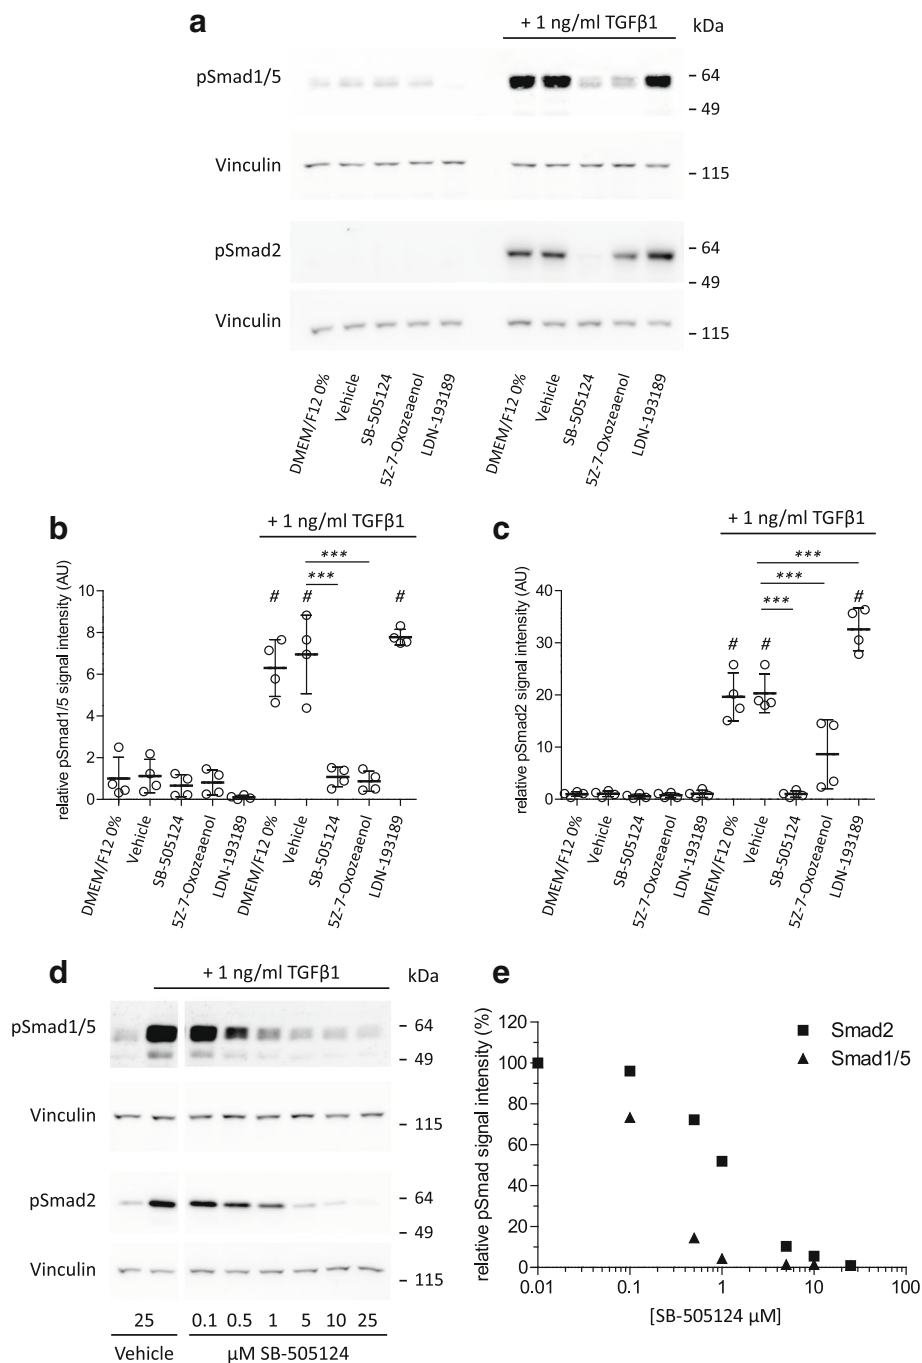 a
+ 1 ng/ml TGFβ1 kDa
pSmad1/5 – 64
– 49
Vinculin – 115
pSmad2 – 64
– 49
Vinculin – 115
DMEM/F12 0% Vehicle SB-505124 5Z-7-Oxozeaenol LDN-193189 DMEM/F12 0% Vehicle SB-505124 5Z-7-Oxozeaenol LDN-193189
b
+ 1 ng/ml TGFβ1
relative pSmad1/5 signal intensity (AU)
10
8
6
4
2
0
***
***
# # #
DMEM/F12 0% Vehicle SB-505124 5Z-7-Oxozeaenol LDN-193189 DMEM/F12 0% Vehicle SB-505124 5Z-7-Oxozeaenol LDN-193189
c
+ 1 ng/ml TGFβ1
relative pSmad2 signal intensity (AU)
40
30
20
10
0
***
***
***
# # #
DMEM/F12 0% Vehicle SB-505124 5Z-7-Oxozeaenol LDN-193189 DMEM/F12 0% Vehicle SB-505124 5Z-7-Oxozeaenol LDN-193189
d
+ 1 ng/ml TGFβ1 kDa
pSmad1/5 – 64
– 49
Vinculin – 115
pSmad2 – 64
– 49
Vinculin – 115
25 0.1 0.5 1 5 10 25
Vehicle µM SB-505124
e
relative pSmad signal intensity (%)
120
100
80
60
40
20
0
Smad2
Smad1/5
0.01 0.1 1 10 100
[SB-505124 µM]